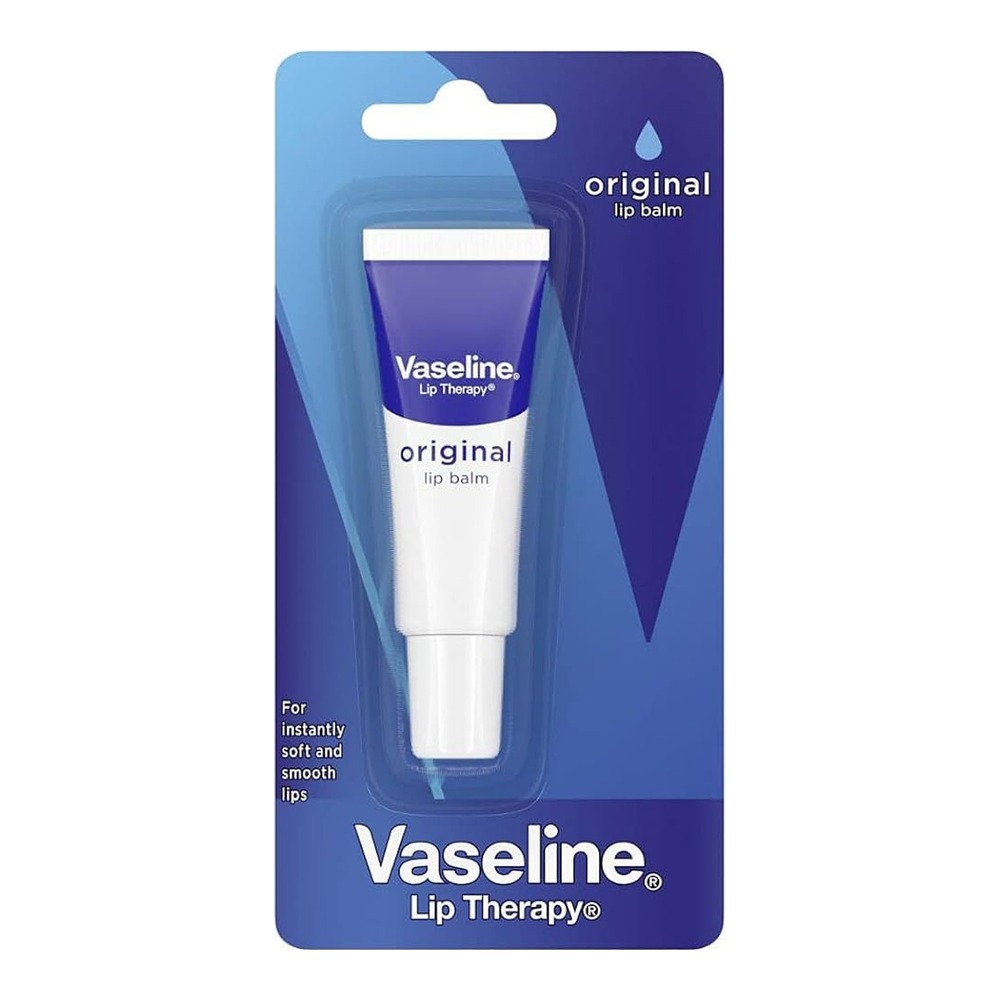 original
lip balm
Vaseline®
Lip Therapy®
original
lip balm
For
instantly
soft and
smooth
lips
Vaseline®
Lip Therapy®